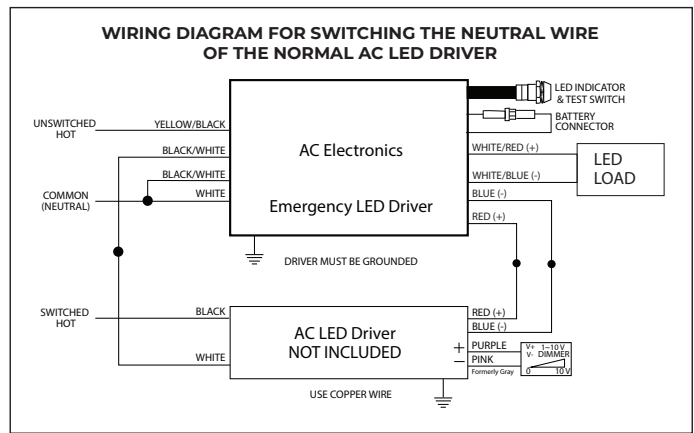 WIRING DIAGRAM FOR SWITCHING THE NEUTRAL WIRE
OF THE NORMAL AC LED DRIVER
LED INDICATOR
& TEST SWITCH
BATTERY
CONNECTOR
UNSWITCHED
HOT
YELLOW/BLACK
BLACK/WHITE
BLACK/WHITE
COMMON
(NEUTRAL)
WHITE
AC Electronics
Emergency LED Driver
WHITE/RED (+)
WHITE/BLUE (-)
LED
LOAD
BLUE (-)
RED (+)
DRIVER MUST BE GROUNDED
SWITCHED
HOT
BLACK
WHITE
AC LED Driver
NOT INCLUDED
RED (+)
BLUE (-)
+ PURPLE
− PINK
Formerly Gray
V+ 1~10 V
V- DIMMER
0 10 V
USE COPPER WIRE